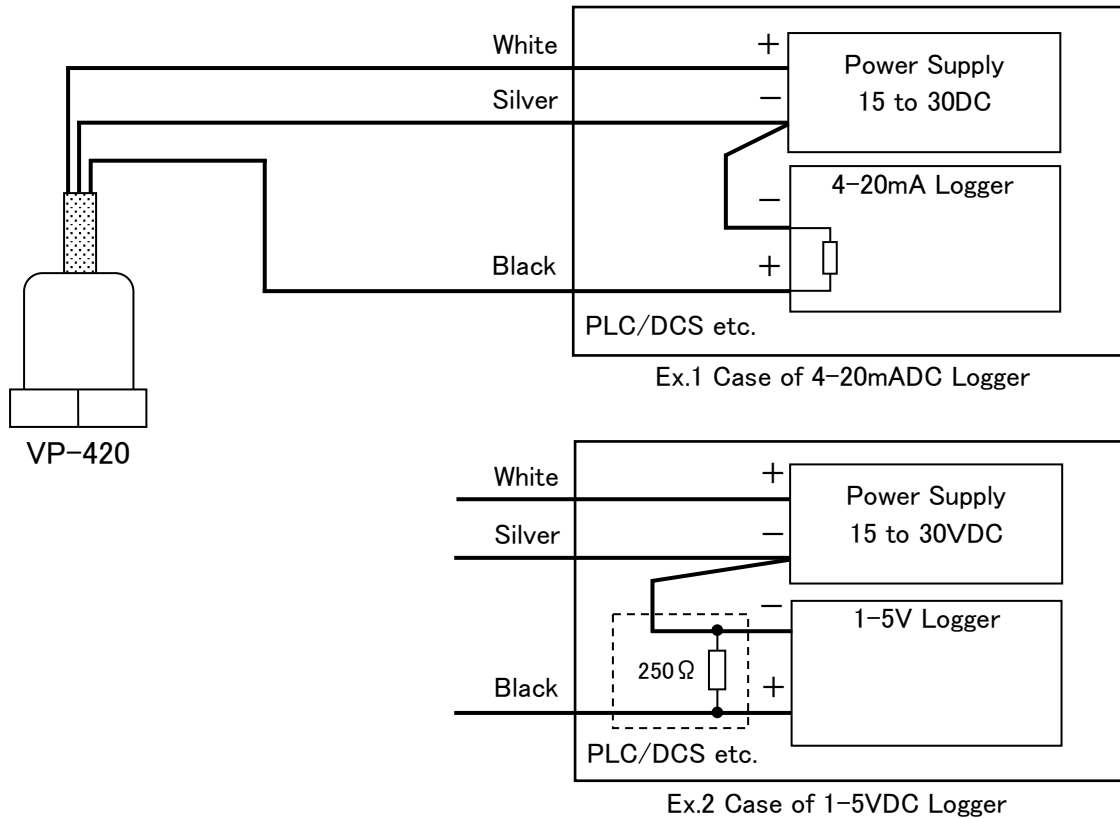 White
+
Silver
−
Power Supply
15 to 30DC
4-20mA Logger
−
Black
+
PLC/DCS etc.
Ex.1 Case of 4-20mADC Logger
VP-420
White
+
Silver
−
Power Supply
15 to 30VDC
−
1-5V Logger
250Ω
Black
+
PLC/DCS etc.
Ex.2 Case of 1-5VDC Logger